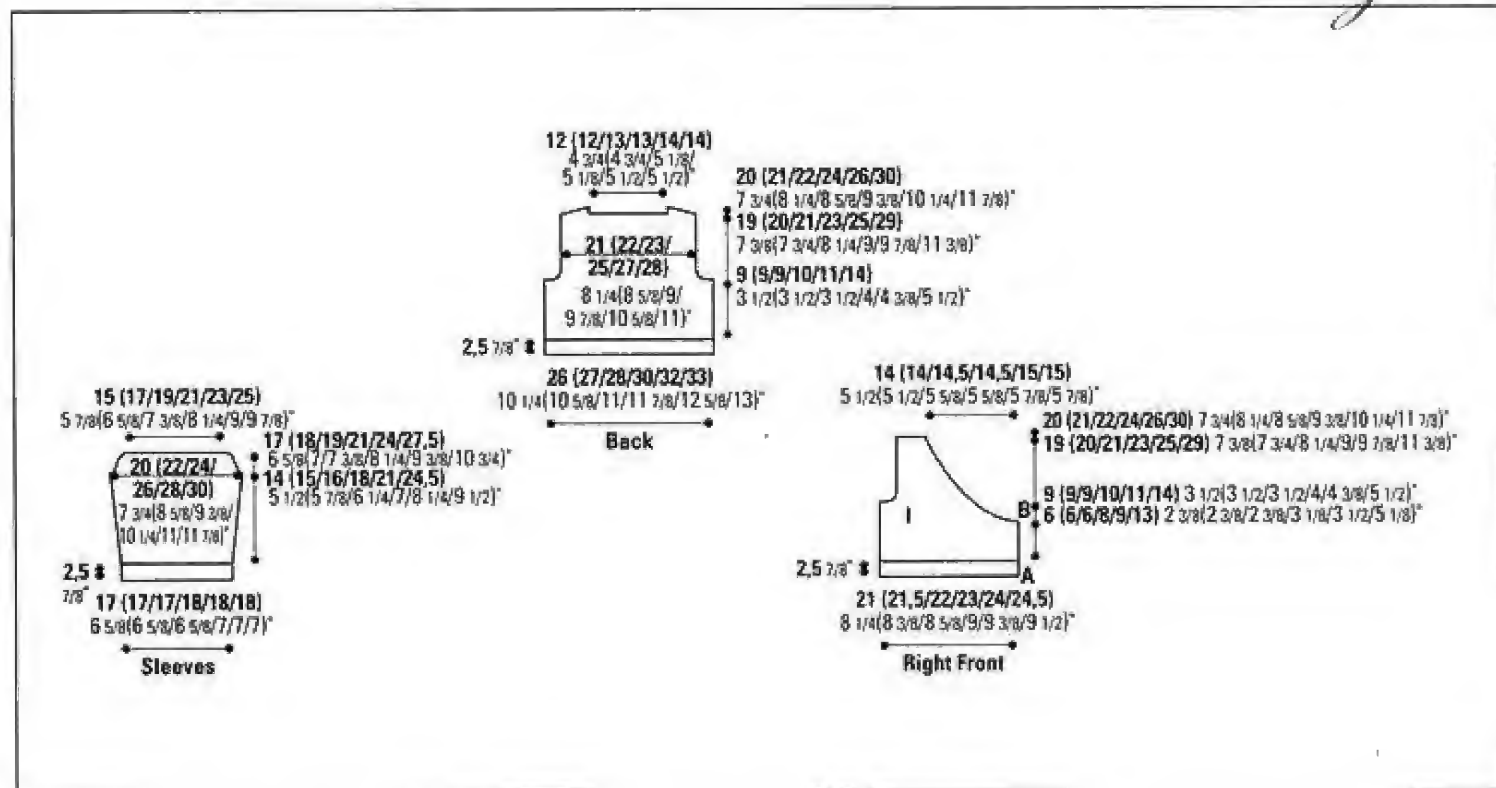 12 (12/13/13/14/14)
4 3/4(4 3/4/5 1/8/
5 1/8/5 1/2/5 1/2)"
20 (21/22/24/26/30)
7 3/4(8 1/4/8 5/8/9 3/8/10 1/4/11 7/8)"
19 (20/21/23/25/29)
7 3/8(7 3/4/8 1/4/9/9 7/8/11 3/8)"
21 (22/23/
25/27/28)
8 1/4(8 5/8/9/
9 7/8/10 5/8/11)"
9 (9/9/10/11/14)
3 1/2(3 1/2/3 1/2/4/4 3/8/5 1/2)"
2,5 7/8"
26 (27/28/30/32/33)
10 1/4(10 5/8/11/11 7/8/12 5/8/13)"
Back
15 (17/19/21/23/25)
5 7/8(6 5/8/7 3/8/8 1/4/9/9 7/8)"
17 (18/19/21/24/27,5)
6 5/8(7/7 3/8/8 1/4/9 3/8/10 3/4)"
14 (15/16/18/21/24,5)
5 1/2(5 7/8/6 1/4/7/8 1/4/9 1/2)"
20 (22/24/
26/28/30)
7 3/4(8 5/8/9 3/8/
10 1/4/11/11 7/8)"
2,5
7/8"
17 (17/17/18/18/18)
6 5/8(6 5/8/6 5/8/7/7/7)"
Sleeves
14 (14/14,5/14,5/15/15)
5 1/2(5 1/2/5 5/8/5 5/8/5 7/8/5 7/8)"
20 (21/22/24/26/30) 7 3/4(8 1/4/8 5/8/9 3/8/10 1/4/11 7/8)"
19 (20/21/23/25/29) 7 3/8(7 3/4/8 1/4/9/9 7/8/11 3/8)"
9 (9/9/10/11/14) 3 1/2(3 1/2/3 1/2/4/4 3/8/5 1/2)"
B
6 (6/6/8/9/13) 2 3/8(2 3/8/2 3/8/3 1/8/3 1/2/5 1/8)"
I
2,5 7/8"
A
21 (21,5/22/23/24/24,5)
8 1/4(8 3/8/8 5/8/9/9 3/8/9 1/2)"
Right Front